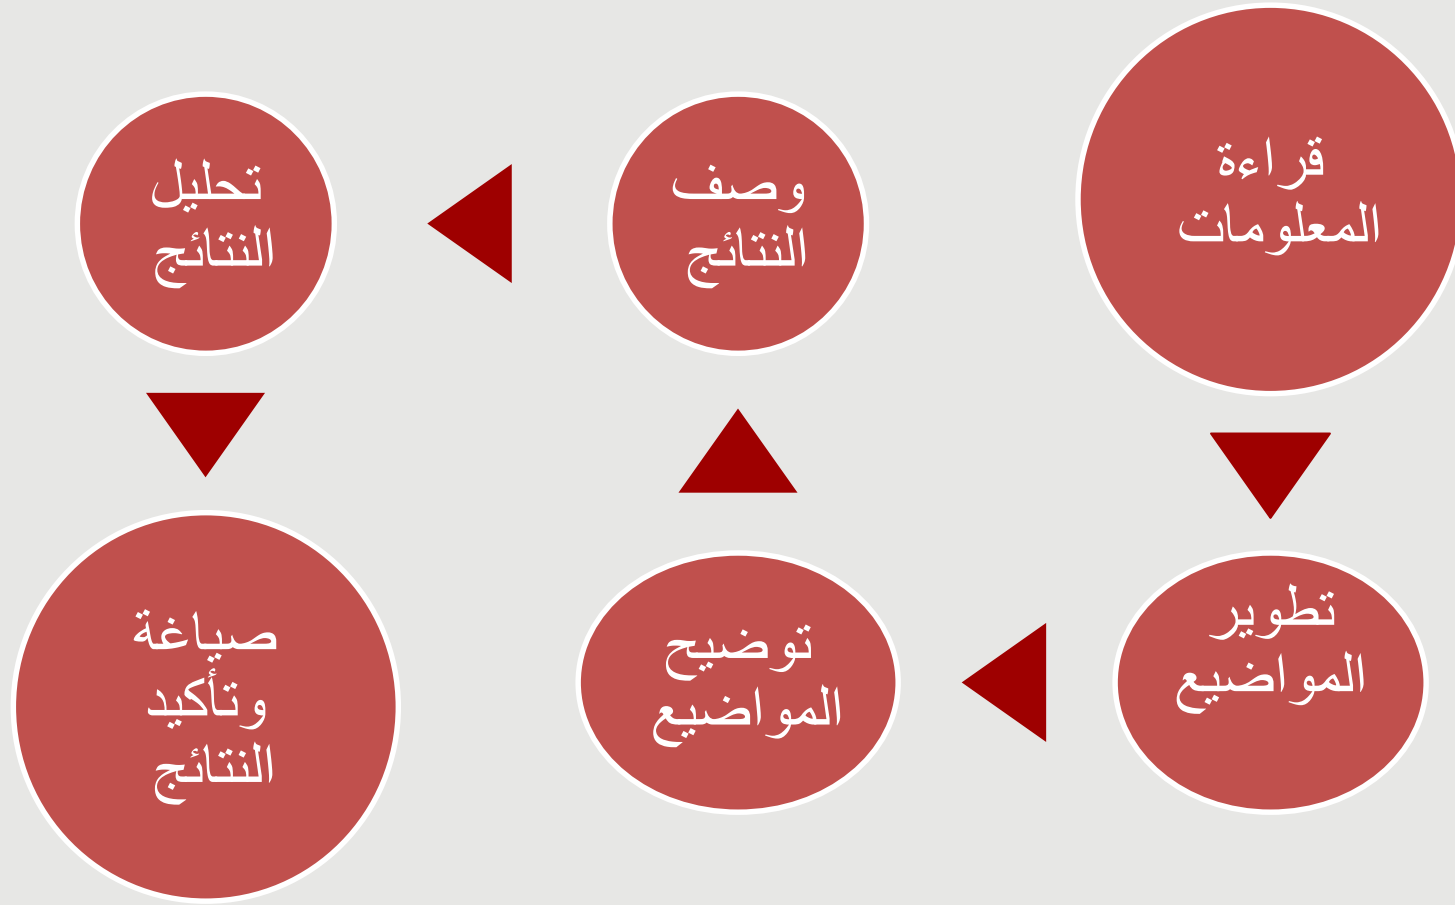 قراءة
المعلومات
تطوير
المواضيع
توضيح
المواضيع
وصف
النتائج
تحليل
النتائج
صياغة
وتأكيد
النتائج